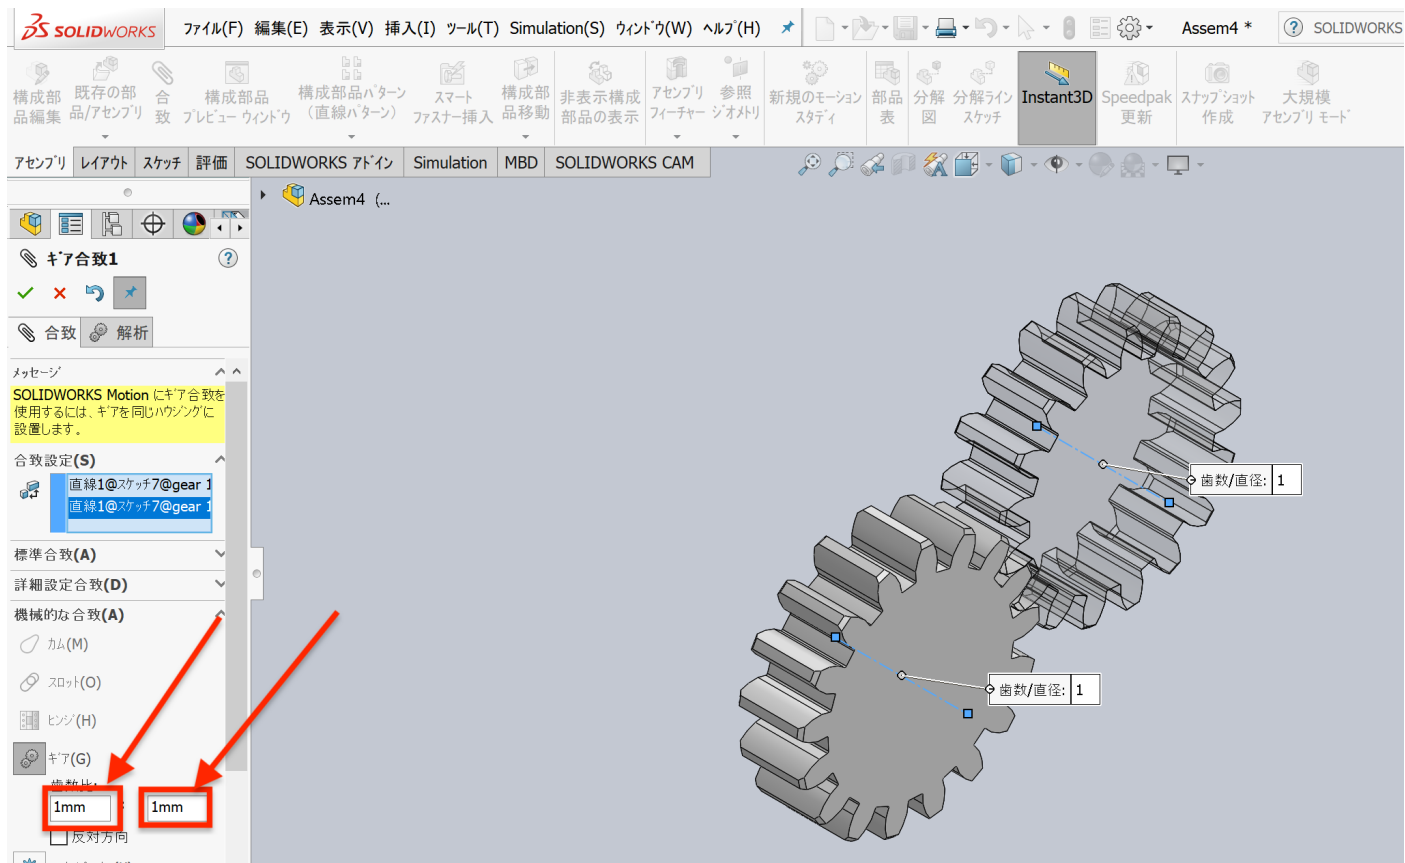 SOLIDWORKS ﾌｧｲﾙ(F) 編集(E) 表示(V) 挿入(I) ﾂｰﾙ(T) Simulation(S) ｳｨﾝﾄﾞｳ(W) ﾍﾙﾌﾟ(H) Assem4 * SOLIDWORKS
構成部品編集
既存の部品/ｱｾﾝﾌﾞﾘ
合致
構成部品ﾌﾟﾚﾋﾞｭｰ ｳｨﾝﾄﾞｳ
構成部品ﾊﾟﾀｰﾝ（直線ﾊﾟﾀｰﾝ）
ｽﾏｰﾄ ﾌｧｽﾅｰ挿入
構成部品移動
非表示構成部品の表示
ｱｾﾝﾌﾞﾘ ﾌｨｰﾁｬｰ
参照 ｼﾞｵﾒﾄﾘ
新規のﾓｰｼｮﾝ ｽﾀﾃﾞｨ
部品表
分解図
分解ﾗｲﾝ ｽｹｯﾁ
Instant3D
Speedpak 更新
ｽﾅｯﾌﾟｼｮｯﾄ 作成
大規模 ｱｾﾝﾌﾞﾘ ﾓｰﾄﾞ
ｱｾﾝﾌﾞﾘ ﾚｲｱｳﾄ ｽｹｯﾁ 評価 SOLIDWORKS ｱﾄﾞｲﾝ Simulation MBD SOLIDWORKS CAM
Assem4 (...
ｷﾞｱ合致1
合致 解析
ﾒｯｾｰｼﾞ
SOLIDWORKS Motion にｷﾞｱ合致を
使用するには、ｷﾞｱを同じﾊｳｼﾞﾝｸﾞに
設置します。
合致設定(S)
直線1@ｽｹｯﾁ7@gear 1
直線1@ｽｹｯﾁ7@gear 1
標準合致(A)
詳細設定合致(D)
機械的な合致(A)
ｶﾑ(M)
ｽﾛｯﾄ(O)
ﾋﾝｼﾞ(H)
ｷﾞｱ(G)
歯数比:
1mm : 1mm
反対方向
歯数/直径: 1
歯数/直径: 1